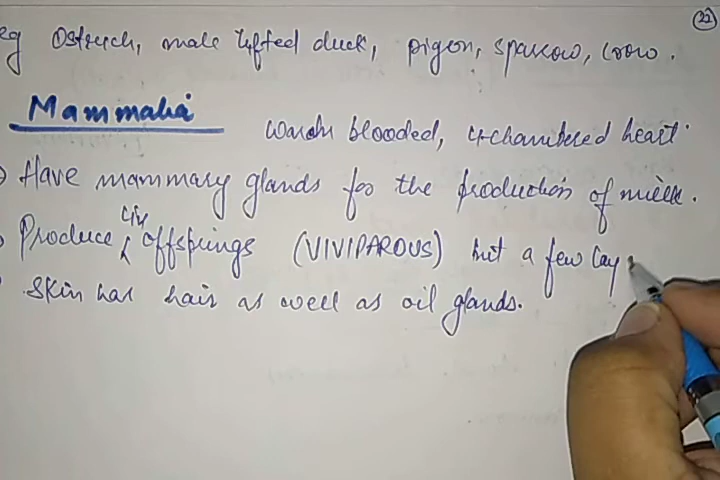 (22)
eg Ostrich, male Tufted duck, pigeon, sparrow, crow.
Mammalia warm blooded, 4-chambered heart
Have mammary glands for the production of milk.
Produce live offsprings (VIVIPAROUS) but a few lay
Skin has hair as well as oil glands.